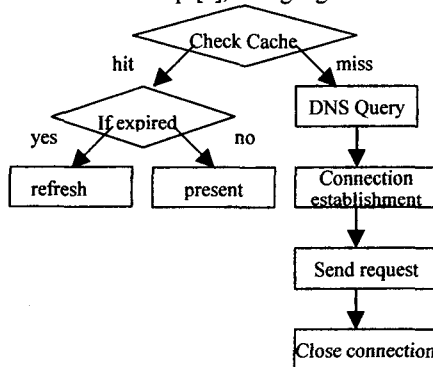 Check Cache
hit
miss
If expired
DNS Query
yes
no
refresh
present
Connection
establishment
Send request
Close connection